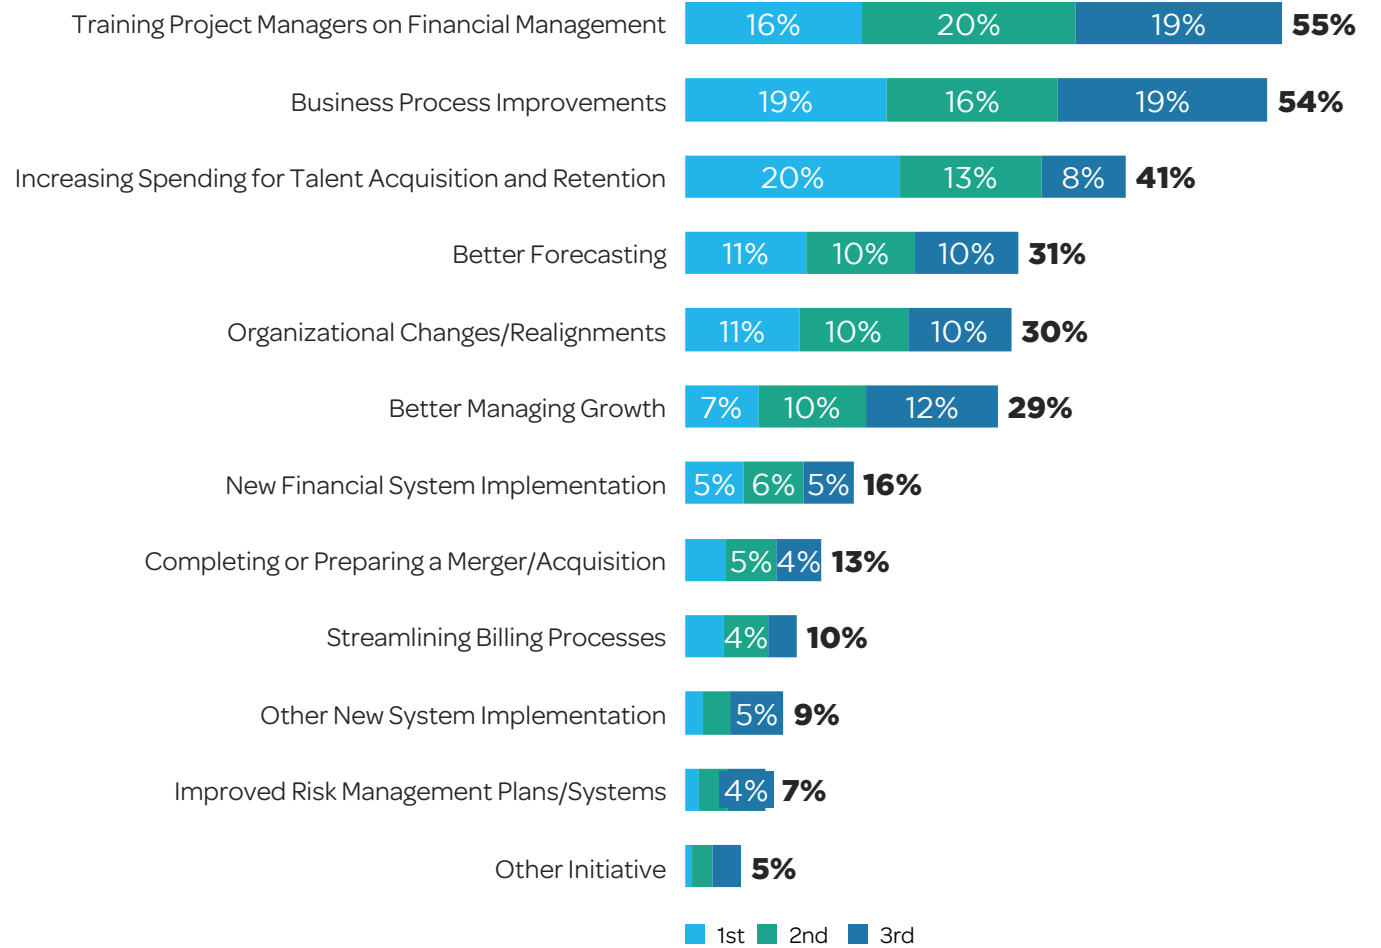 Training Project Managers on Financial Management 16% 20% 19% 55%
Business Process Improvements 19% 16% 19% 54%
Increasing Spending for Talent Acquisition and Retention 20% 13% 8% 41%
Better Forecasting 11% 10% 10% 31%
Organizational Changes/Realignments 11% 10% 10% 30%
Better Managing Growth 7% 10% 12% 29%
New Financial System Implementation 5% 6% 5% 16%
Completing or Preparing a Merger/Acquisition 5% 4% 13%
Streamlining Billing Processes 4% 10%
Other New System Implementation 5% 9%
Improved Risk Management Plans/Systems 4% 7%
Other Initiative 5%
1st 2nd 3rd